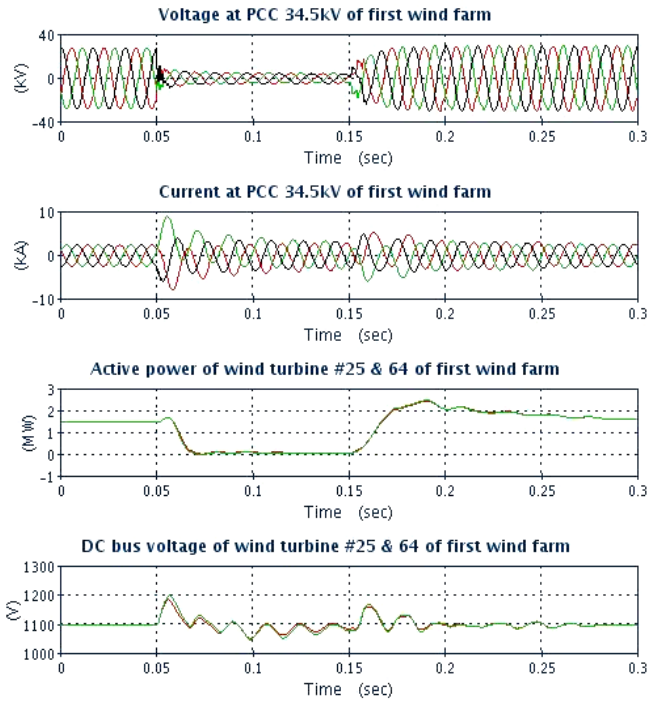 Voltage at PCC 34.5kV of first wind farm
40
0
-40
(KV)
0 0.05 0.1 0.15 0.2 0.25 0.3
Time (sec)
Current at PCC 34.5kV of first wind farm
10
0
-10
(KA)
0 0.05 0.1 0.15 0.2 0.25 0.3
Time (sec)
Active power of wind turbine #25 & 64 of first wind farm
3
2
1
0
-1
(MW)
0 0.05 0.1 0.15 0.2 0.25 0.3
Time (sec)
DC bus voltage of wind turbine #25 & 64 of first wind farm
1300
1200
1100
1000
(V)
0 0.05 0.1 0.15 0.2 0.25 0.3
Time (sec)